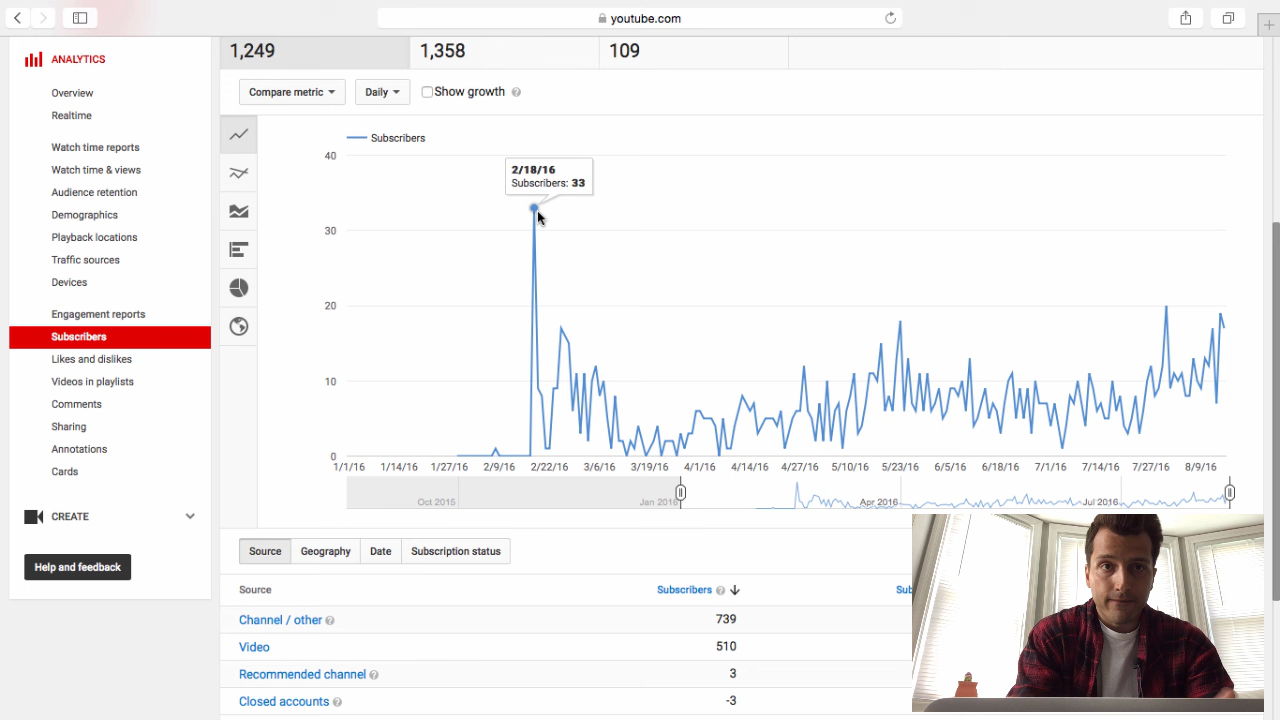 youtube.com
ANALYTICS
Overview
Realtime
Watch time reports
Watch time & views
Audience retention
Demographics
Playback locations
Traffic sources
Devices
Engagement reports
Subscribers
Likes and dislikes
Videos in playlists
Comments
Sharing
Annotations
Cards
CREATE
Help and feedback
1,249 1,358 109
Compare metric Daily Show growth ?
Subscribers
2/18/16
Subscribers: 33
40
30
20
10
0
1/1/16 1/14/16 1/27/16 2/9/16 2/22/16 3/6/16 3/19/16 4/1/16 4/14/16 4/27/16 5/10/16 5/23/16 6/5/16 6/18/16 7/1/16 7/14/16 7/27/16 8/9/16
Oct 2015 Jan 2016 Apr 2016 Jul 2016
Source Geography Date Subscription status
Source Subscribers ? Sub
Channel / other ? 739
Video 510
Recommended channel ? 3
Closed accounts ? -3